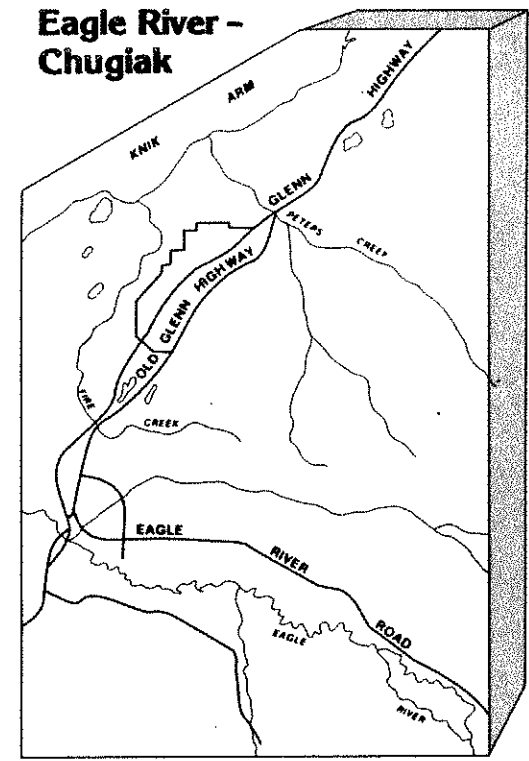 Eagle River –
Chugiak
KNIK ARM
HIGHWAY
GLENN
PETERS CREEK
OLD GLENN HIGHWAY
FIRE CREEK
EAGLE RIVER ROAD
EAGLE RIVER